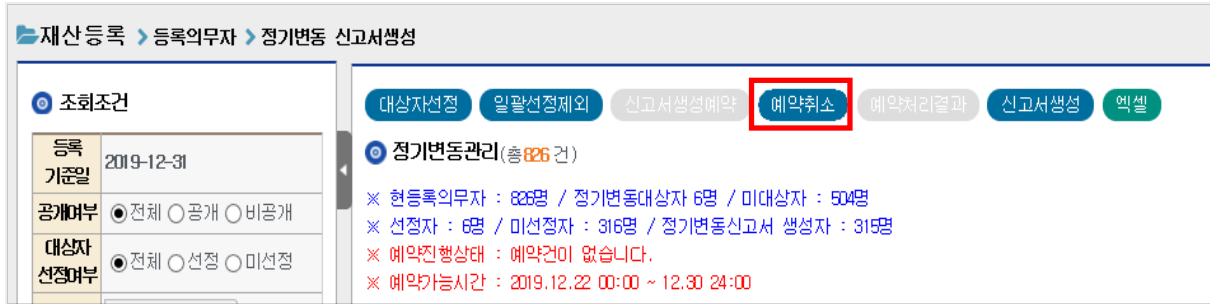 재산등록 > 등록의무자 > 정기변동 신고서생성
조회조건
등록 기준일 2019-12-31
공개여부 전체 공개 비공개
대상자 선정여부 전체 선정 미선정
대상자선정 일괄선정제외 신고서생성예약 예약취소 예약처리결과 신고서생성 엑셀
정기변동관리(총826 건)
※ 현등록의무자 : 826명 / 정기변동대상자 6명 / 미대상자 : 504명
※ 선정자 : 6명 / 미선정자 : 316명 / 정기변동신고서 생성자 : 315명
※ 예약진행상태 : 예약건이 없습니다.
※ 예약가능시간 : 2019.12.22 00:00 ~ 12.30 24:00